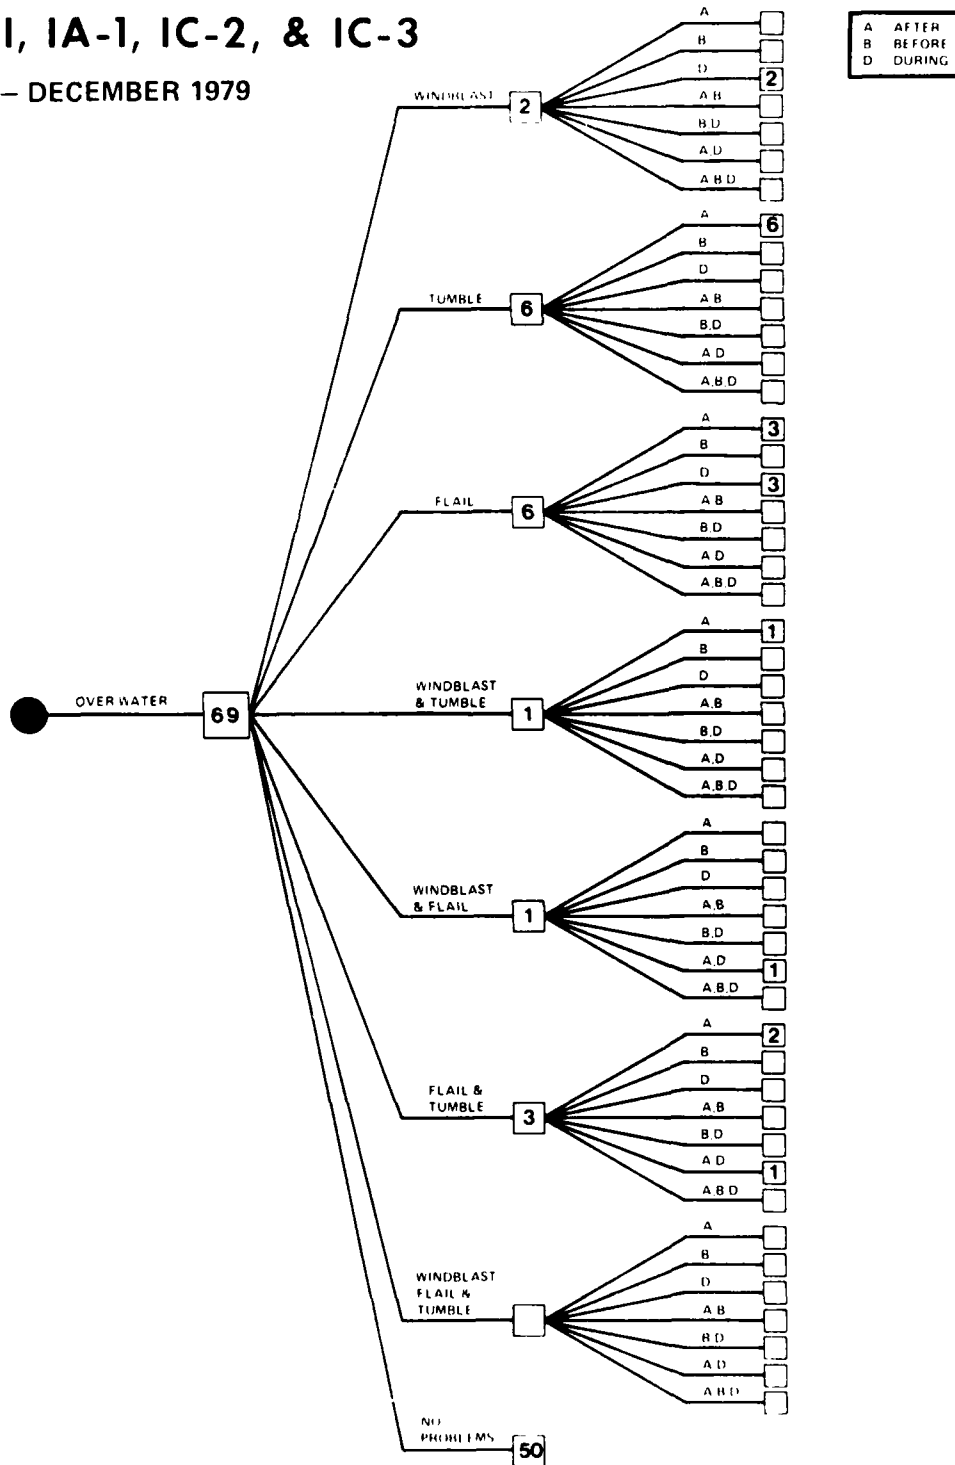 I, IA-1, IC-2, & IC-3
– DECEMBER 1979
A AFTER
B BEFORE
D DURING
OVER WATER
69
WINDBLAST
2
A
B
D 2
A,B
B,D
A,D
A,B,D
TUMBLE
6
A 6
B
D
A,B
B,D
A,D
A,B,D
FLAIL
6
A 3
B
D 3
A,B
B,D
A,D
A,B,D
WINDBLAST
& TUMBLE
1
A 1
B
D
A,B
B,D
A,D
A,B,D
WINDBLAST
& FLAIL
1
A
B
D
A,B
B,D
A,D 1
A,B,D
FLAIL &
TUMBLE
3
A 2
B
D
A,B
B,D
A,D 1
A,B,D
WINDBLAST
FLAIL &
TUMBLE
A
B
D
A,B
B,D
A,D
A,B,D
NO
PROBLEMS
50